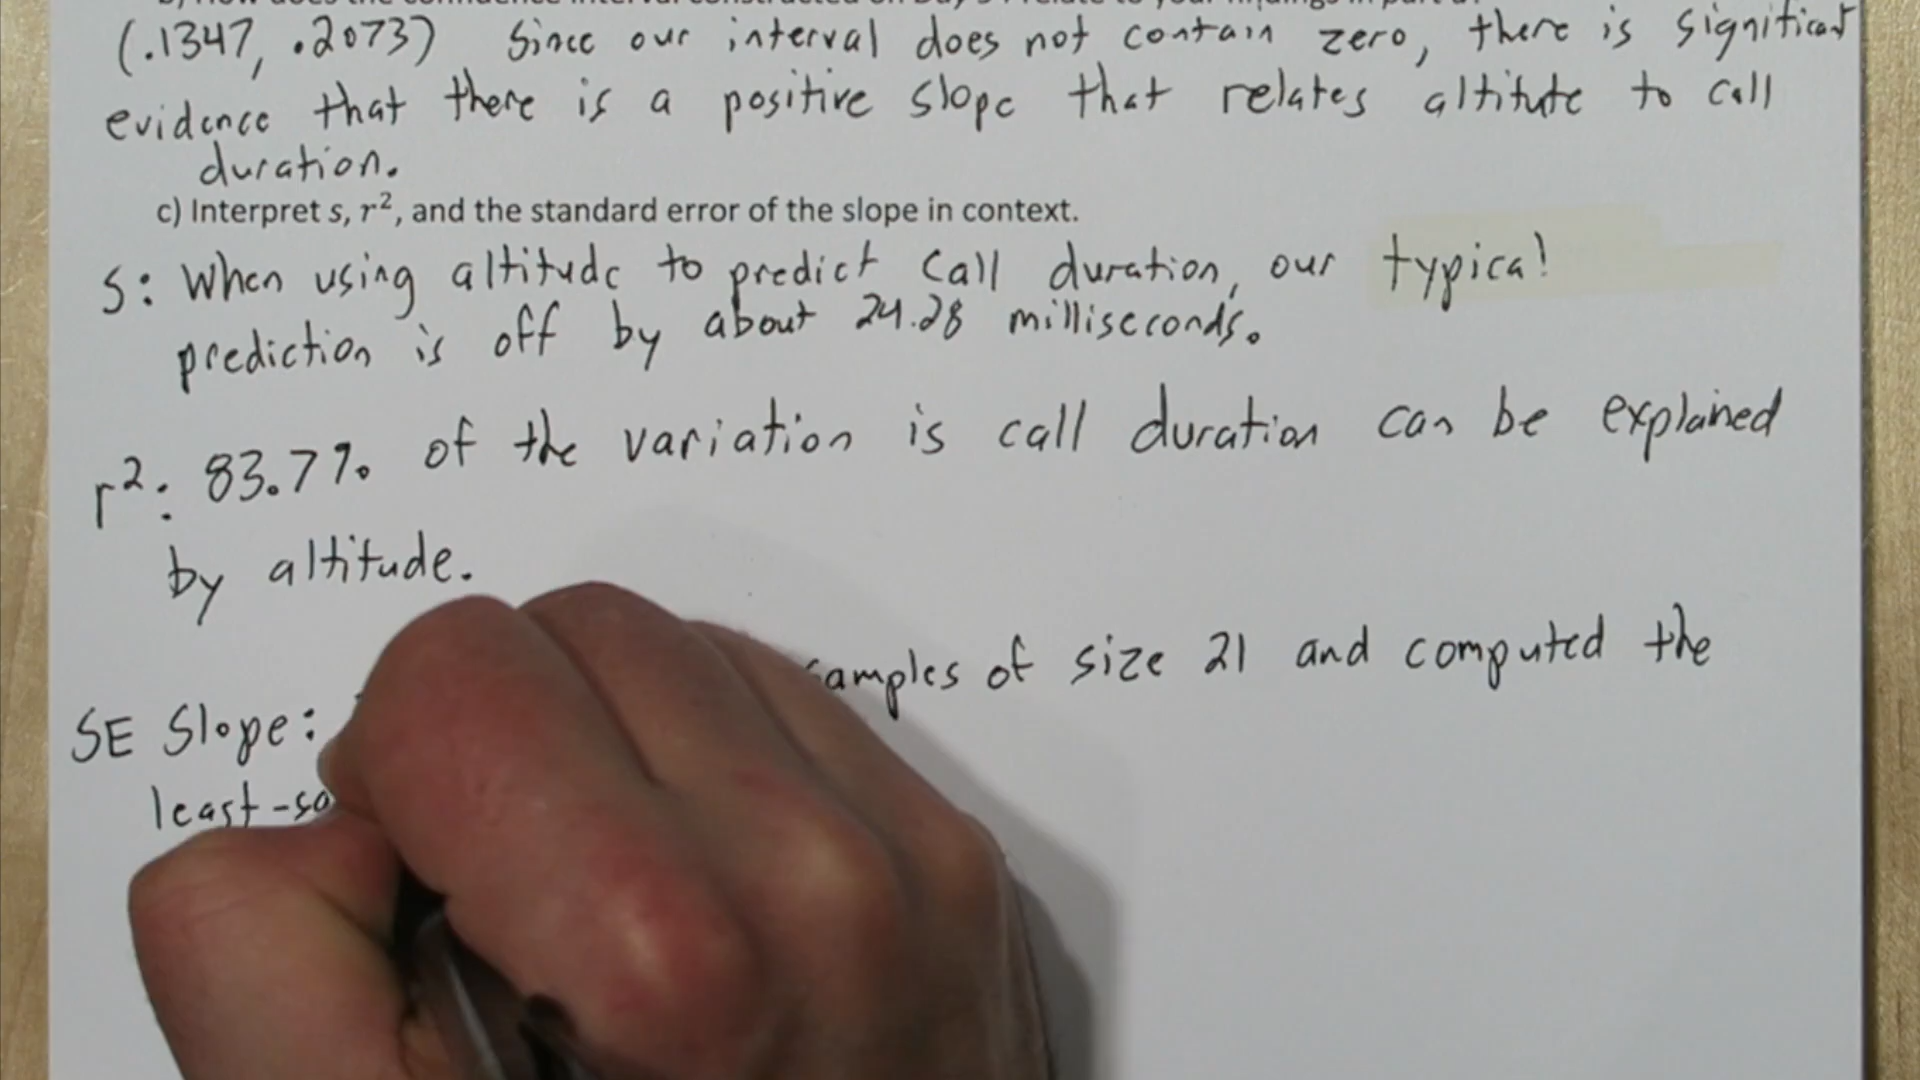 (.1347, .2073) Since our interval does not contain zero, there is significant
evidence that there is a positive slope that relates altitute to call
duration.
c) Interpret s, r², and the standard error of the slope in context.
S: When using altitude to predict call duration, our typical
prediction is off by about 24.28 milliseconds.
r²: 83.7% of the variation is call duration can be explained
by altitude.
SE Slope: samples of size 21 and computed the
least-sq